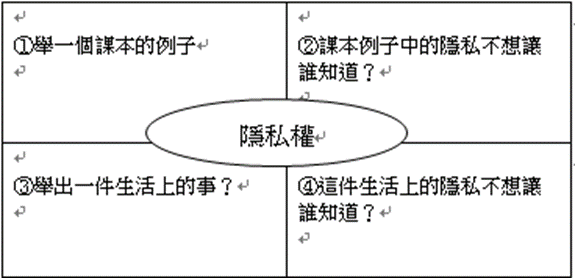 ①舉一個課本的例子
②課本例子中的隱私不想讓
誰知道？
隱私權
③舉出一件生活上的事？
④這件生活上的隱私不想讓
誰知道？